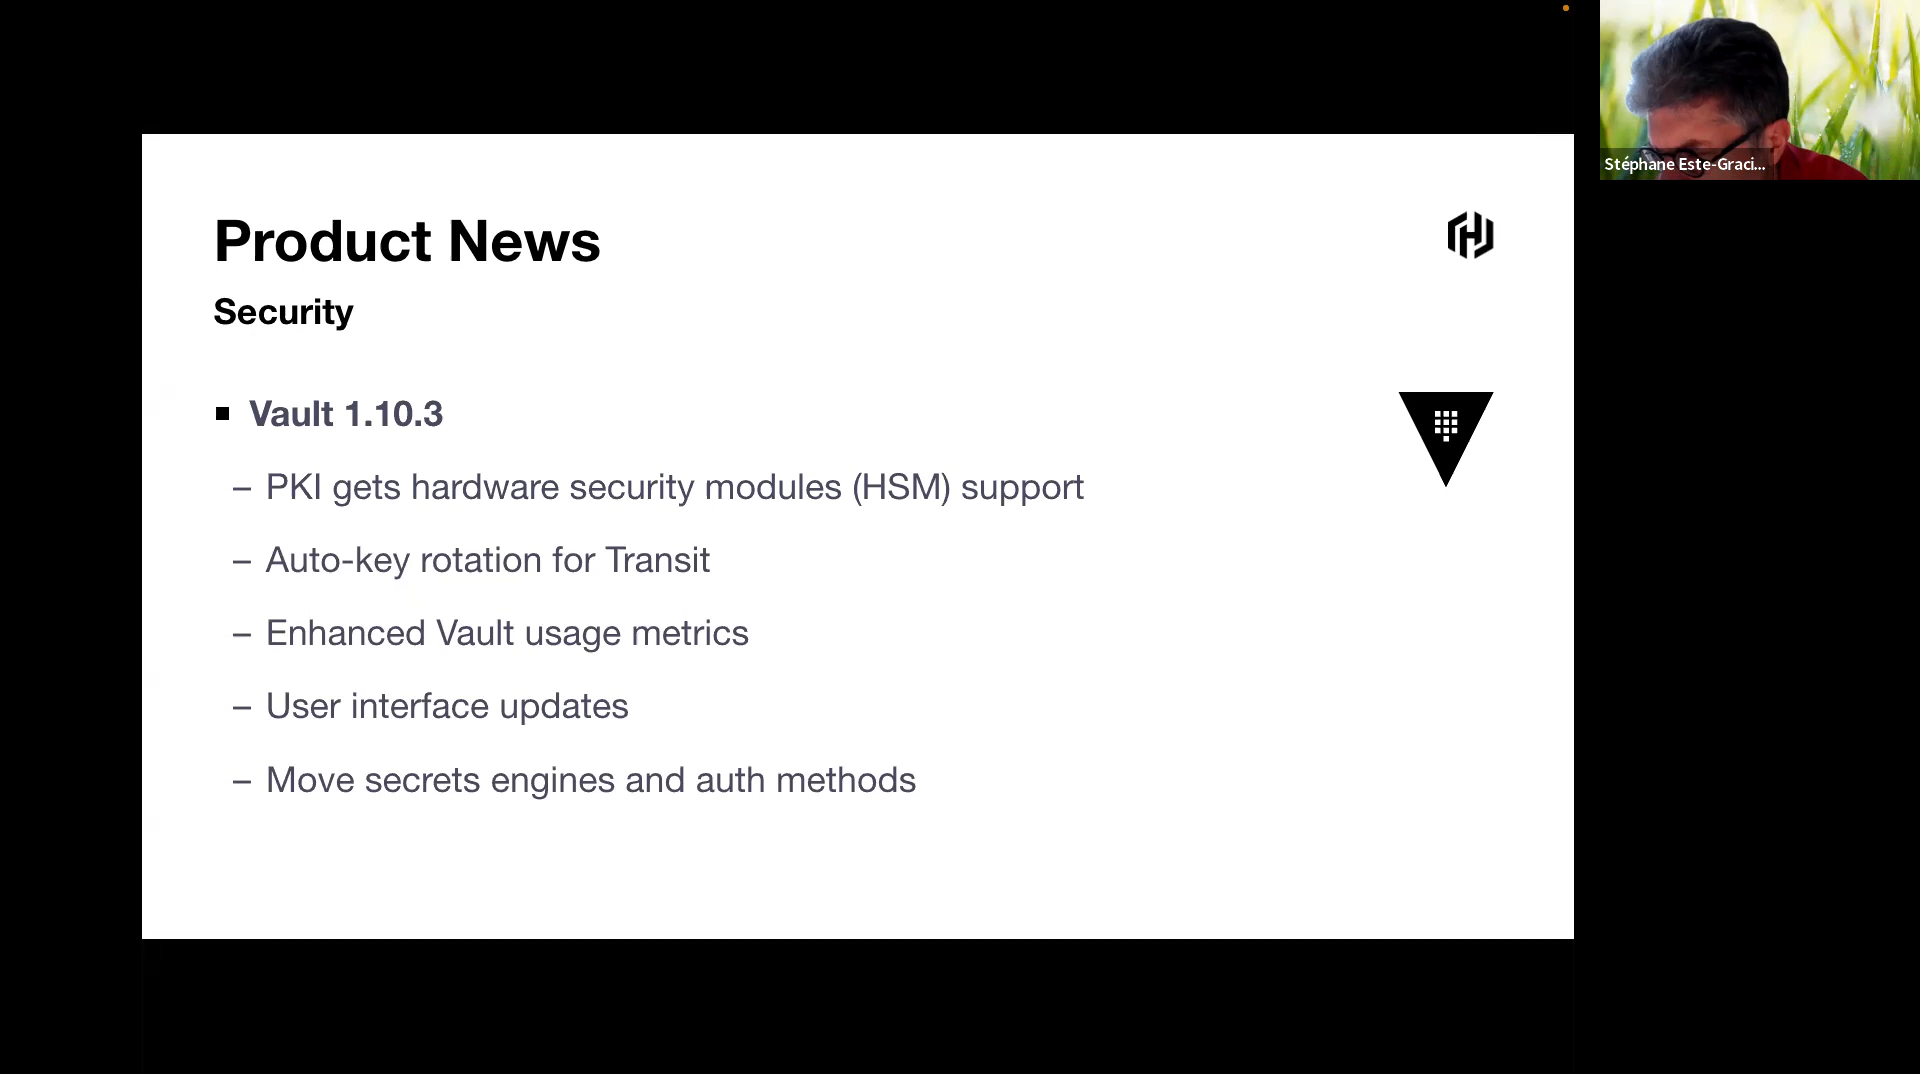 Product News
Security
Vault 1.10.3
– PKI gets hardware security modules (HSM) support
– Auto-key rotation for Transit
– Enhanced Vault usage metrics
– User interface updates
– Move secrets engines and auth methods
Stéphane Este-Graci...